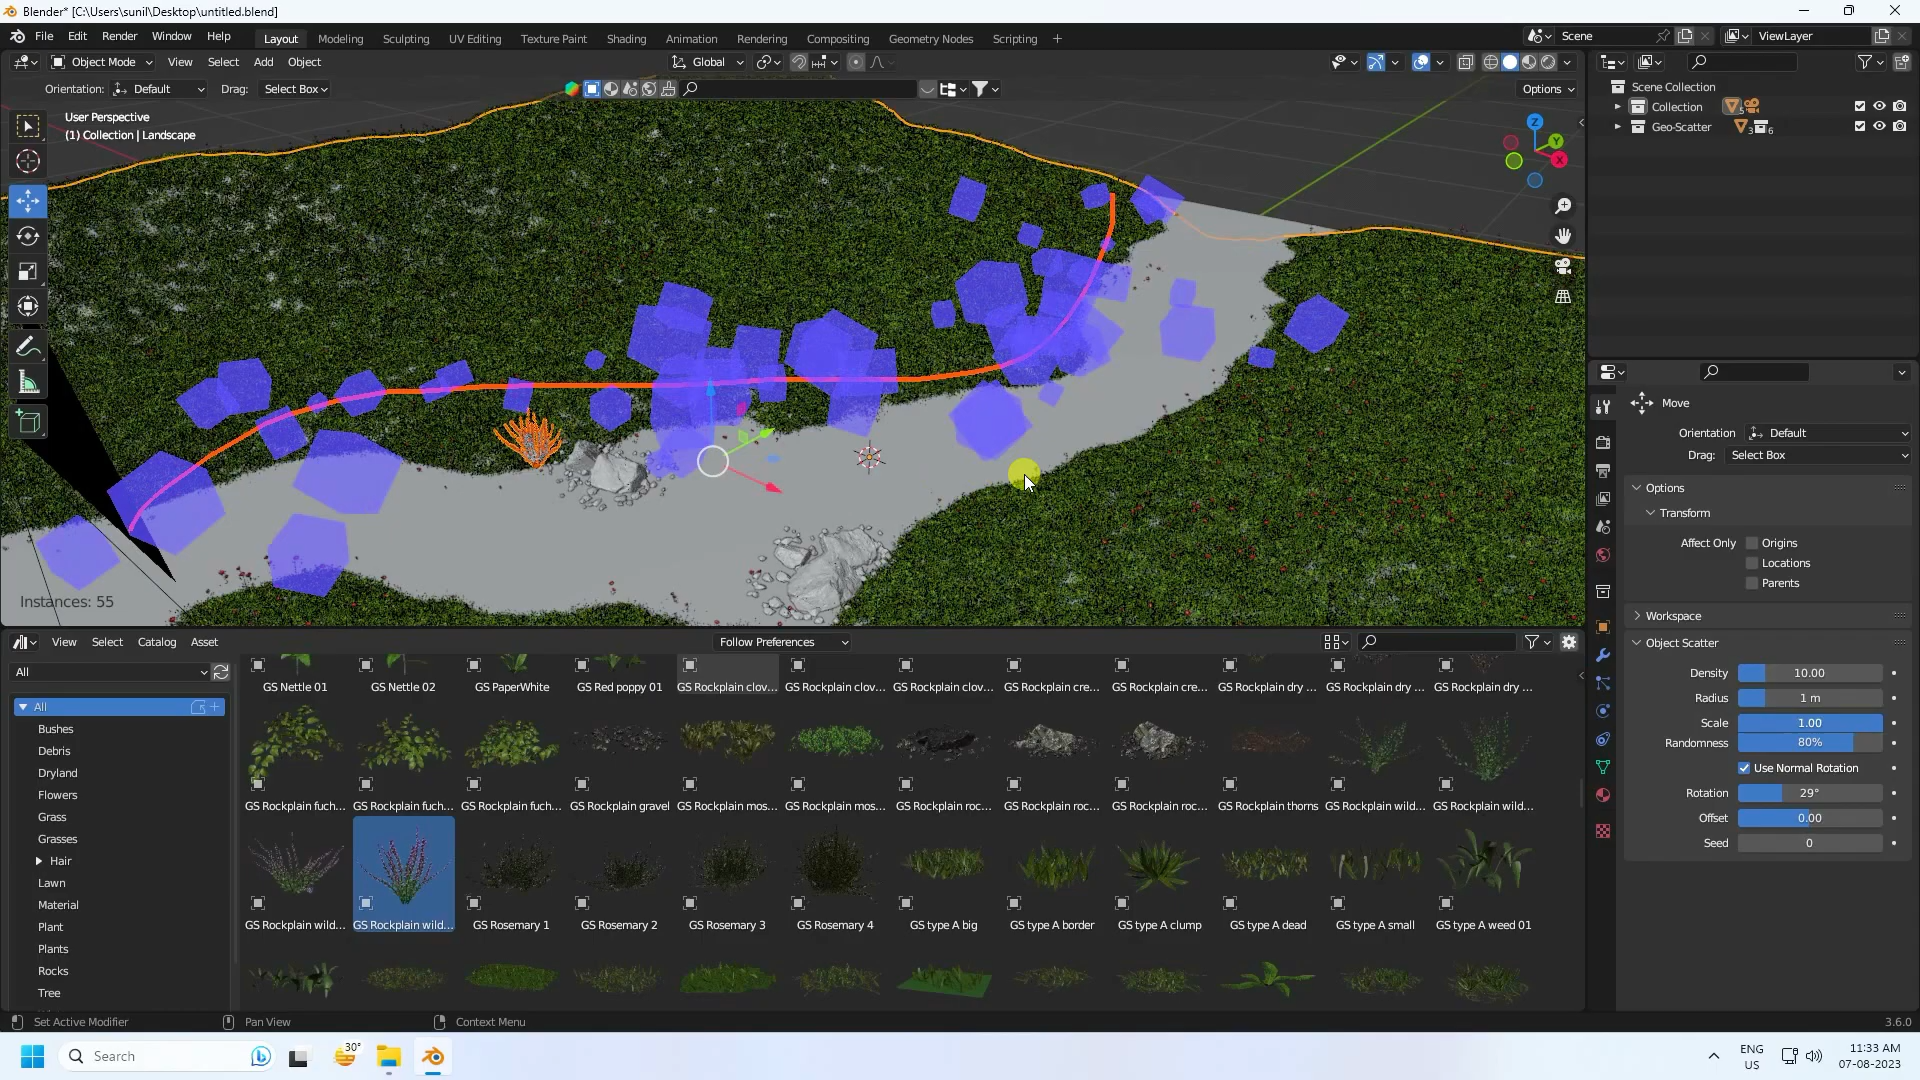 Blender* [C:\Users\sunil\Desktop\untitled.blend]
File Edit Render Window Help Layout Modeling Sculpting UV Editing Texture Paint Shading Animation Rendering Compositing Geometry Nodes Scripting + Scene ViewLayer
Object Mode View Select Add Object Global
Orientation: Default Drag: Select Box Options
User Perspective
(1) Collection | Landscape
Z
Y
X
Instances: 55
Scene Collection
Collection 5
Geo-Scatter 3 6
Move
Orientation Default
Drag: Select Box
Options
Transform
Affect Only Origins
Locations
Parents
Workspace
Object Scatter
Density 10.00
Radius 1 m
Scale 1.00
Randomness 80%
Use Normal Rotation
Rotation 29°
Offset 0.00
Seed 0
View Select Catalog Asset Follow Preferences
All
All
Bushes
Debris
Dryland
Flowers
Grass
Grasses
Hair
Lawn
Material
Plant
Plants
Rocks
Tree
GS Nettle 01 GS Nettle 02 GS PaperWhite GS Red poppy 01 GS Rockplain clov... GS Rockplain clov... GS Rockplain clov... GS Rockplain cre... GS Rockplain cre... GS Rockplain dry ... GS Rockplain dry ... GS Rockplain dry ...
GS Rockplain fuch... GS Rockplain fuch... GS Rockplain fuch... GS Rockplain gravel GS Rockplain mos... GS Rockplain mos... GS Rockplain roc... GS Rockplain roc... GS Rockplain roc... GS Rockplain thorns GS Rockplain wild... GS Rockplain wild...
GS Rockplain wild... GS Rockplain wild... GS Rosemary 1 GS Rosemary 2 GS Rosemary 3 GS Rosemary 4 GS type A big GS type A border GS type A clump GS type A dead GS type A small GS type A weed 01
Set Active Modifier Pan View Context Menu 3.6.0
Search 30° ENG US 11:33 AM 07-08-2023